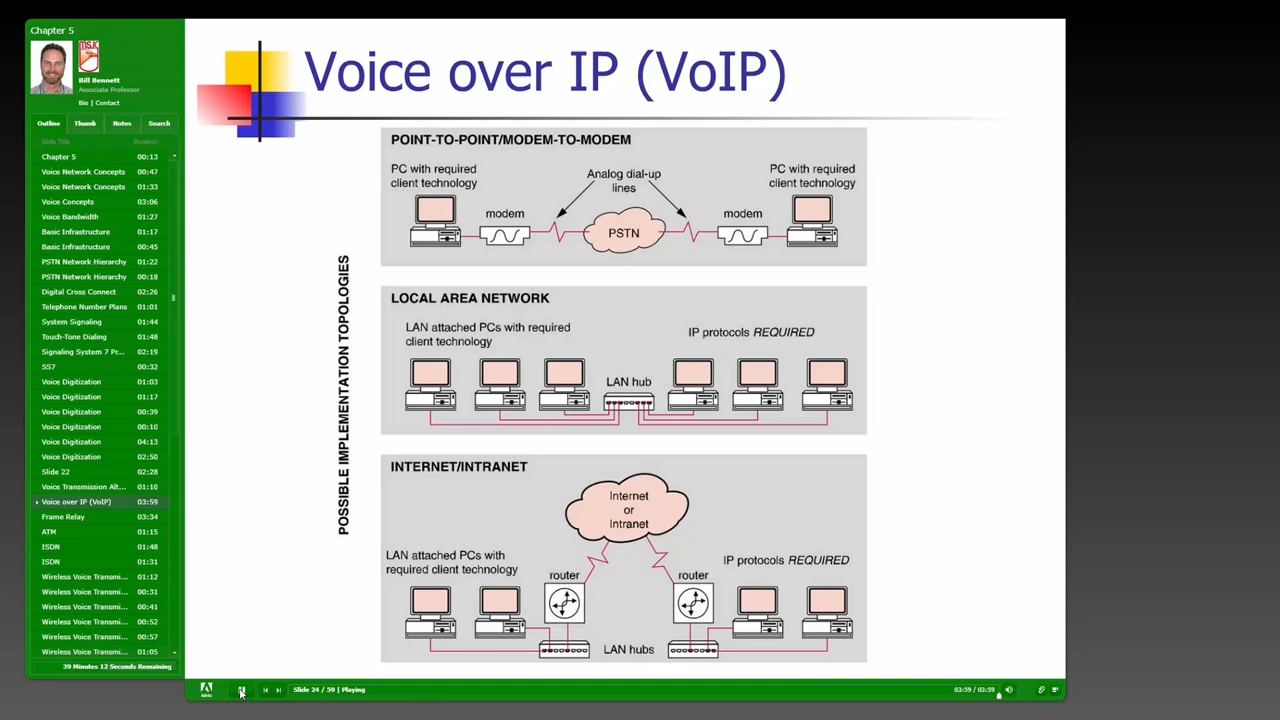 Chapter 5
MSJC
Bill Bennett
Associate Professor
Bio | Contact
Outline Thumb Notes Search
Slide Title Duration
Chapter 5 00:13
Voice Network Concepts 00:47
Voice Network Concepts 01:33
Voice Concepts 03:06
Voice Bandwidth 01:27
Basic Infrastructure 01:17
Basic Infrastructure 00:45
PSTN Network Hierarchy 01:22
PSTN Network Hierarchy 00:18
Digital Cross Connect 02:26
Telephone Number Plans 01:01
System Signaling 01:44
Touch-Tone Dialing 01:48
Signaling System 7 Pr... 02:19
SS7 00:32
Voice Digitization 01:03
Voice Digitization 01:17
Voice Digitization 00:39
Voice Digitization 00:10
Voice Digitization 04:13
Voice Digitization 02:50
Slide 22 02:28
Voice Transmission Alt... 01:10
Voice over IP (VoIP) 03:59
Frame Relay 03:34
ATM 01:15
ISDN 01:48
ISDN 01:31
Wireless Voice Transmi... 01:12
Wireless Voice Transmi... 00:31
Wireless Voice Transmi... 00:41
Wireless Voice Transmi... 00:52
Wireless Voice Transmi... 00:57
Wireless Voice Transmi... 01:05
39 Minutes 12 Seconds Remaining
Voice over IP (VoIP)
POSSIBLE IMPLEMENTATION TOPOLOGIES
POINT-TO-POINT/MODEM-TO-MODEM
PC with required
client technology
Analog dial-up
lines
PC with required
client technology
modem
PSTN
modem
LOCAL AREA NETWORK
LAN attached PCs with required
client technology
IP protocols REQUIRED
LAN hub
INTERNET/INTRANET
Internet
or
Intranet
LAN attached PCs with
required client technology
IP protocols REQUIRED
router
router
LAN hubs
Adobe
Slide 24 / 59 | Playing
03:59 / 03:59